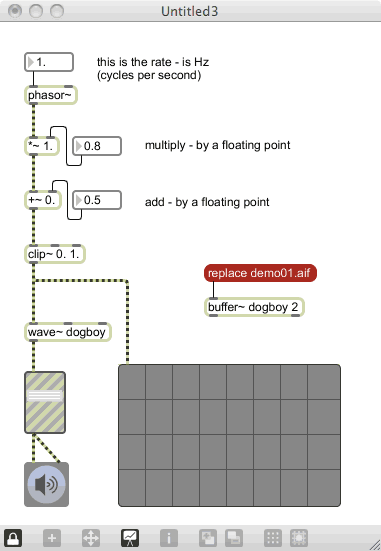 Untitled3
1.
this is the rate - is Hz
(cycles per second)
phasor~
*~ 1.
0.8
multiply - by a floating point
+~ 0.
0.5
add - by a floating point
clip~ 0. 1.
replace demo01.aif
buffer~ dogboy 2
wave~ dogboy